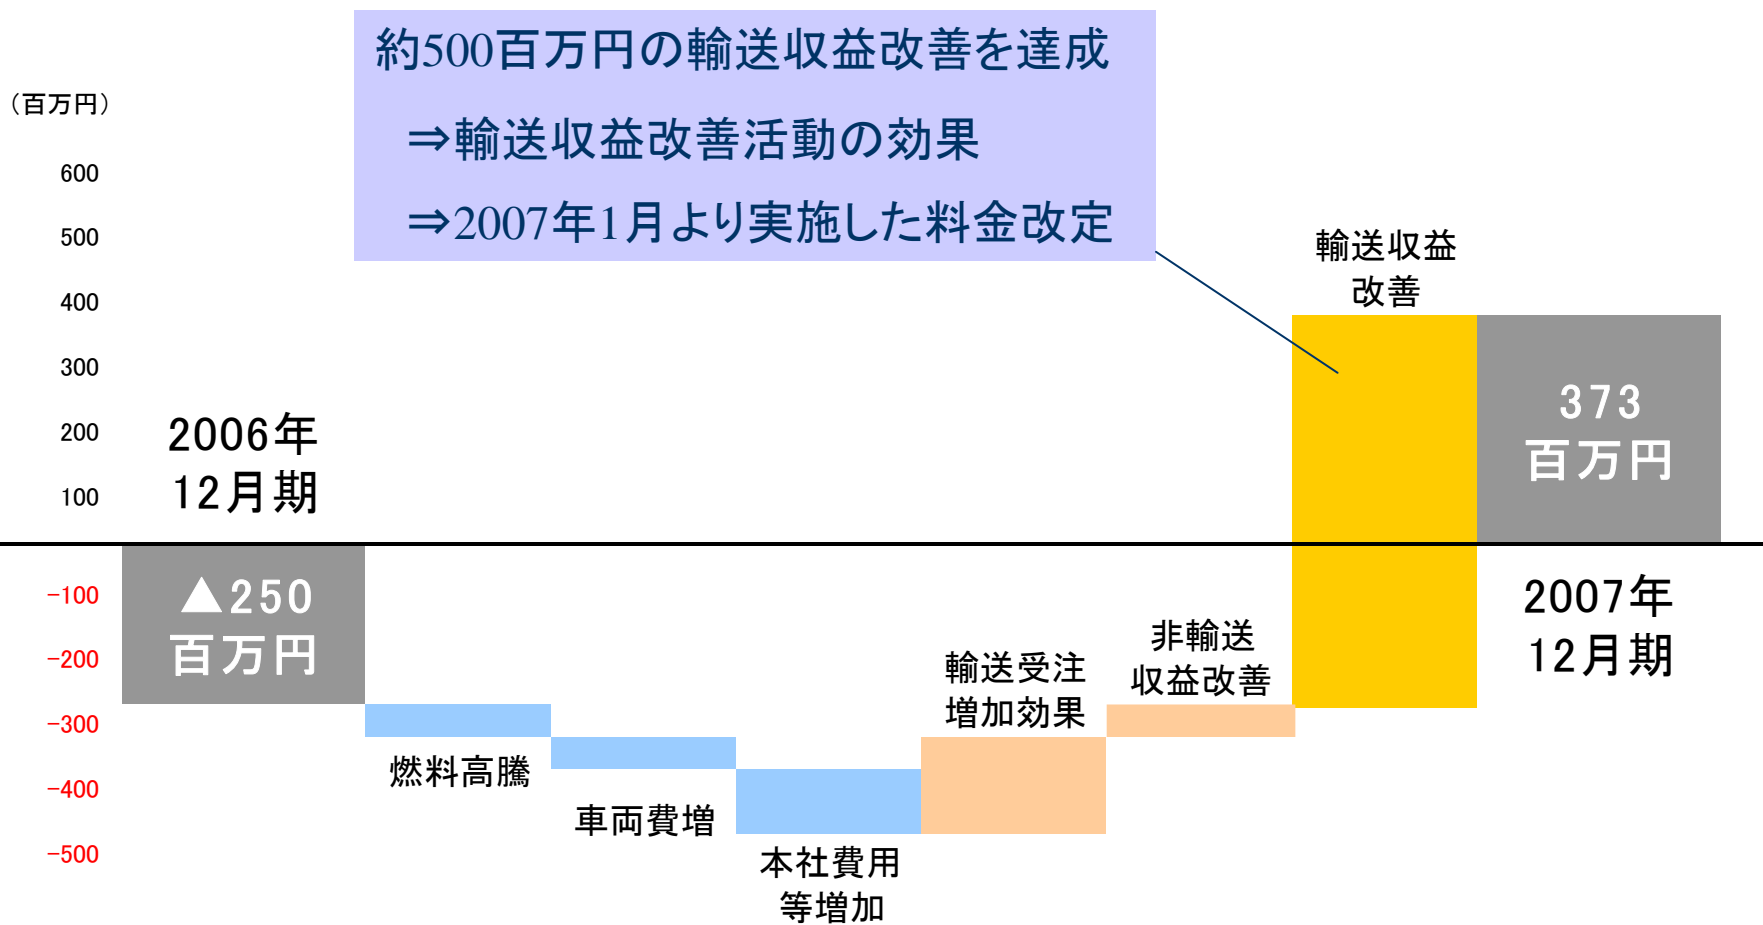 約500百万円の輸送収益改善を達成
⇒輸送収益改善活動の効果
⇒2007年1月より実施した料金改定
（百万円）
600
500
400
300
200
100
-100
-200
-300
-400
-500
2006年
12月期
▲250
百万円
燃料高騰
車両費増
本社費用
等増加
輸送受注
増加効果
非輸送
収益改善
輸送収益
改善
373
百万円
2007年
12月期